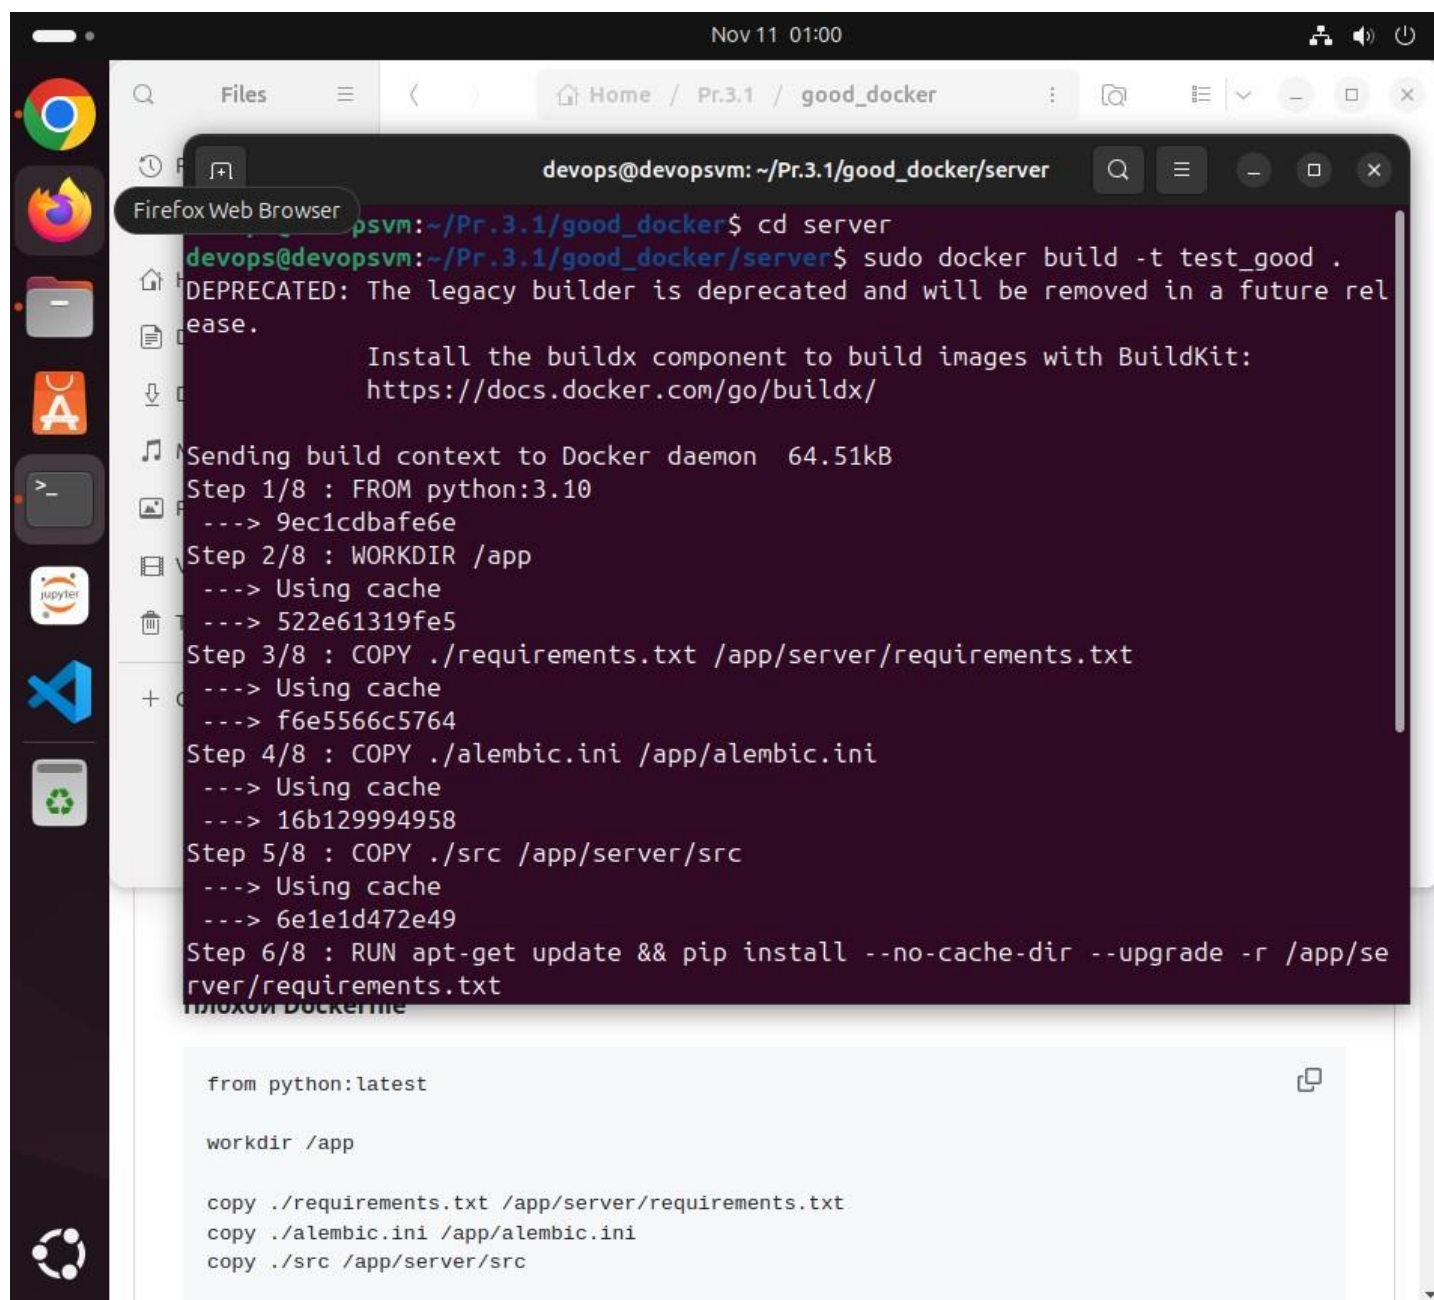 Nov 11 01:00
Files
Home / Pr.3.1 / good_docker
devops@devopsvm: ~/Pr.3.1/good_docker/server
Firefox Web Browser
svm:~/Pr.3.1/good_docker$ cd server
devops@devopsvm:~/Pr.3.1/good_docker/server$ sudo docker build -t test_good .
DEPRECATED: The legacy builder is deprecated and will be removed in a future rel
ease.
Install the buildx component to build images with BuildKit:
https://docs.docker.com/go/buildx/
Sending build context to Docker daemon  64.51kB
Step 1/8 : FROM python:3.10
---> 9ec1cdbafe6e
Step 2/8 : WORKDIR /app
---> Using cache
---> 522e61319fe5
Step 3/8 : COPY ./requirements.txt /app/server/requirements.txt
---> Using cache
---> f6e5566c5764
Step 4/8 : COPY ./alembic.ini /app/alembic.ini
---> Using cache
---> 16b129994958
Step 5/8 : COPY ./src /app/server/src
---> Using cache
---> 6e1e1d472e49
Step 6/8 : RUN apt-get update && pip install --no-cache-dir --upgrade -r /app/se
rver/requirements.txt
jupyter
Плохой Dockerfile
from python:latest
workdir /app
copy ./requirements.txt /app/server/requirements.txt
copy ./alembic.ini /app/alembic.ini
copy ./src /app/server/src